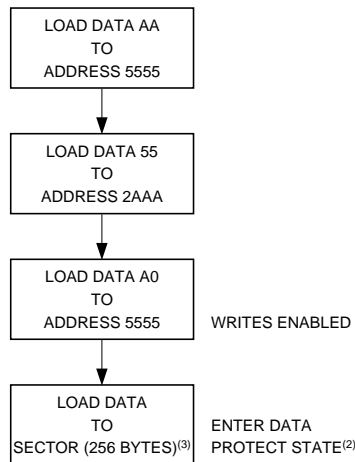 LOAD DATA AA
TO
ADDRESS 5555
LOAD DATA 55
TO
ADDRESS 2AAA
LOAD DATA A0
TO
ADDRESS 5555
WRITES ENABLED
LOAD DATA
TO
SECTOR (256 BYTES)(3)
ENTER DATA
PROTECT STATE(2)